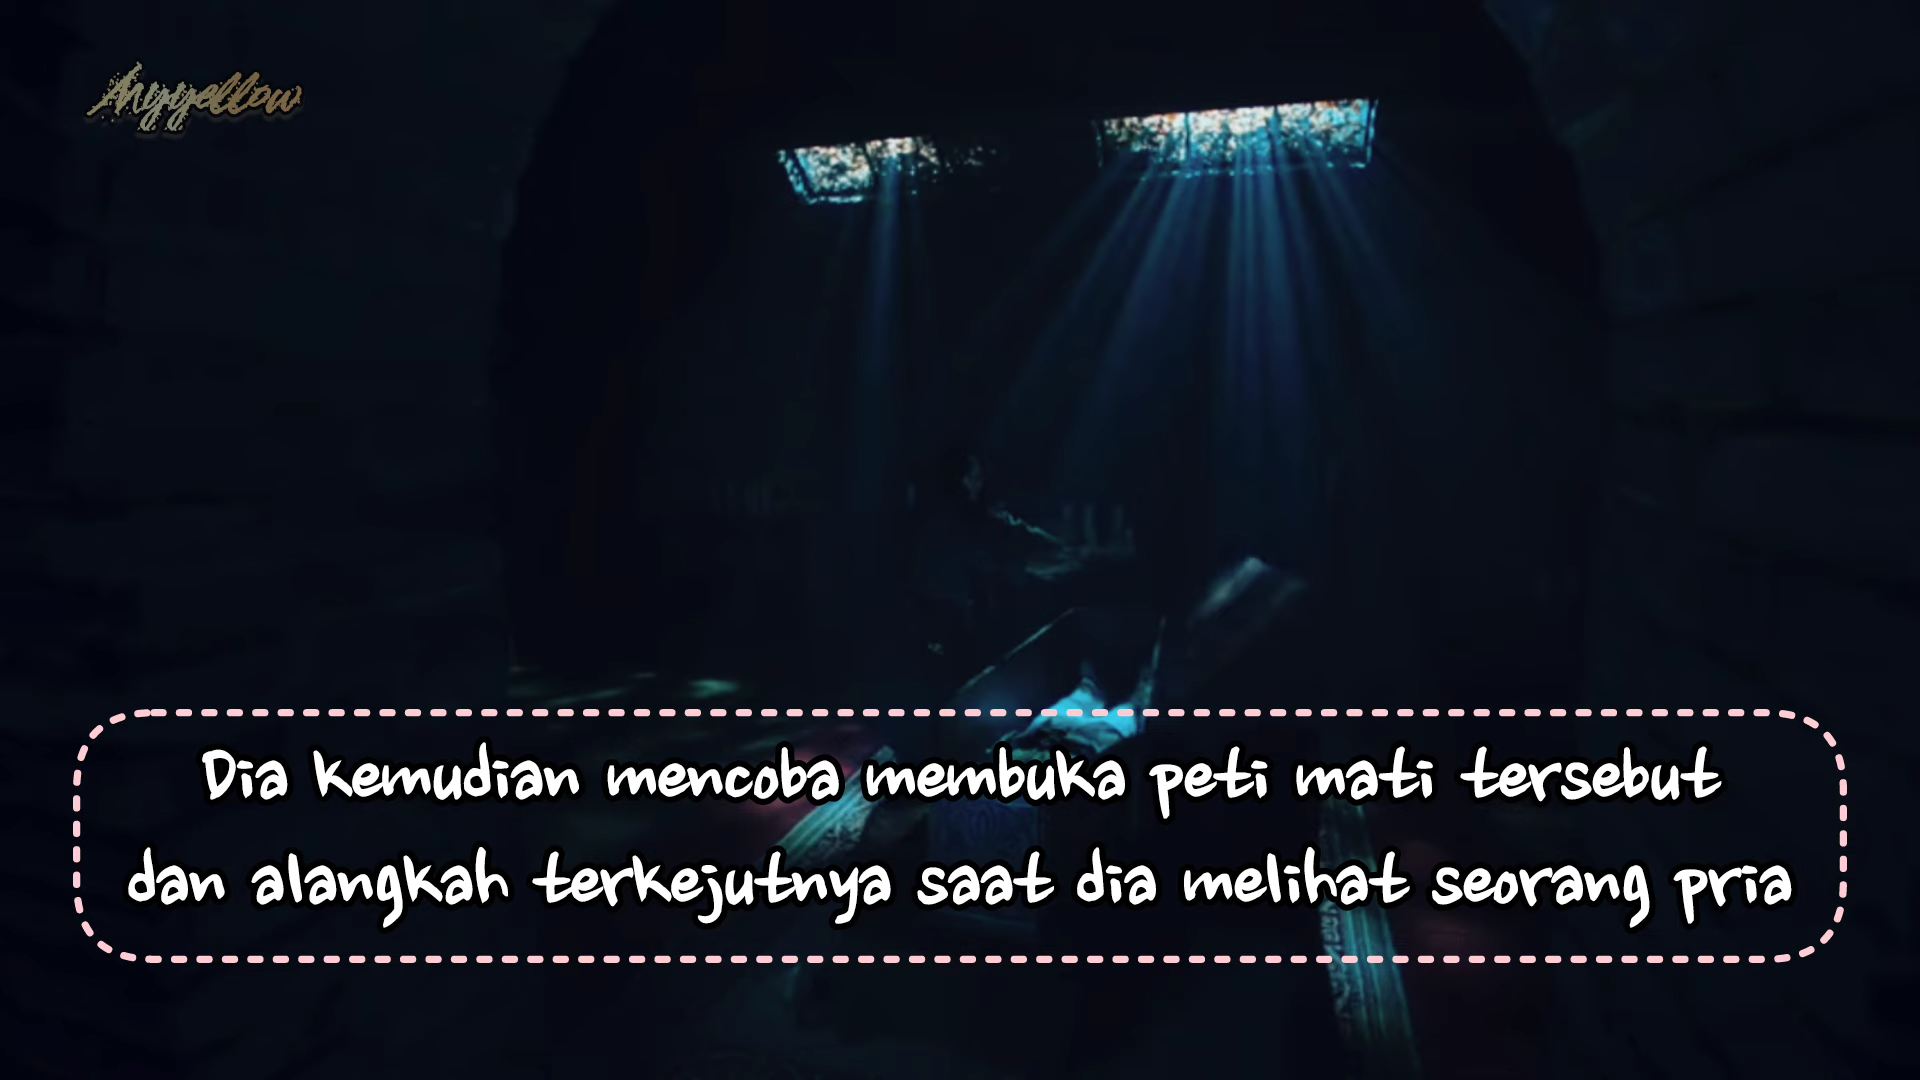 Anyyellow
Dia kemudian mencoba membuka peti mati tersebut
dan alangkah terkejutnya saat dia melihat seorang pria